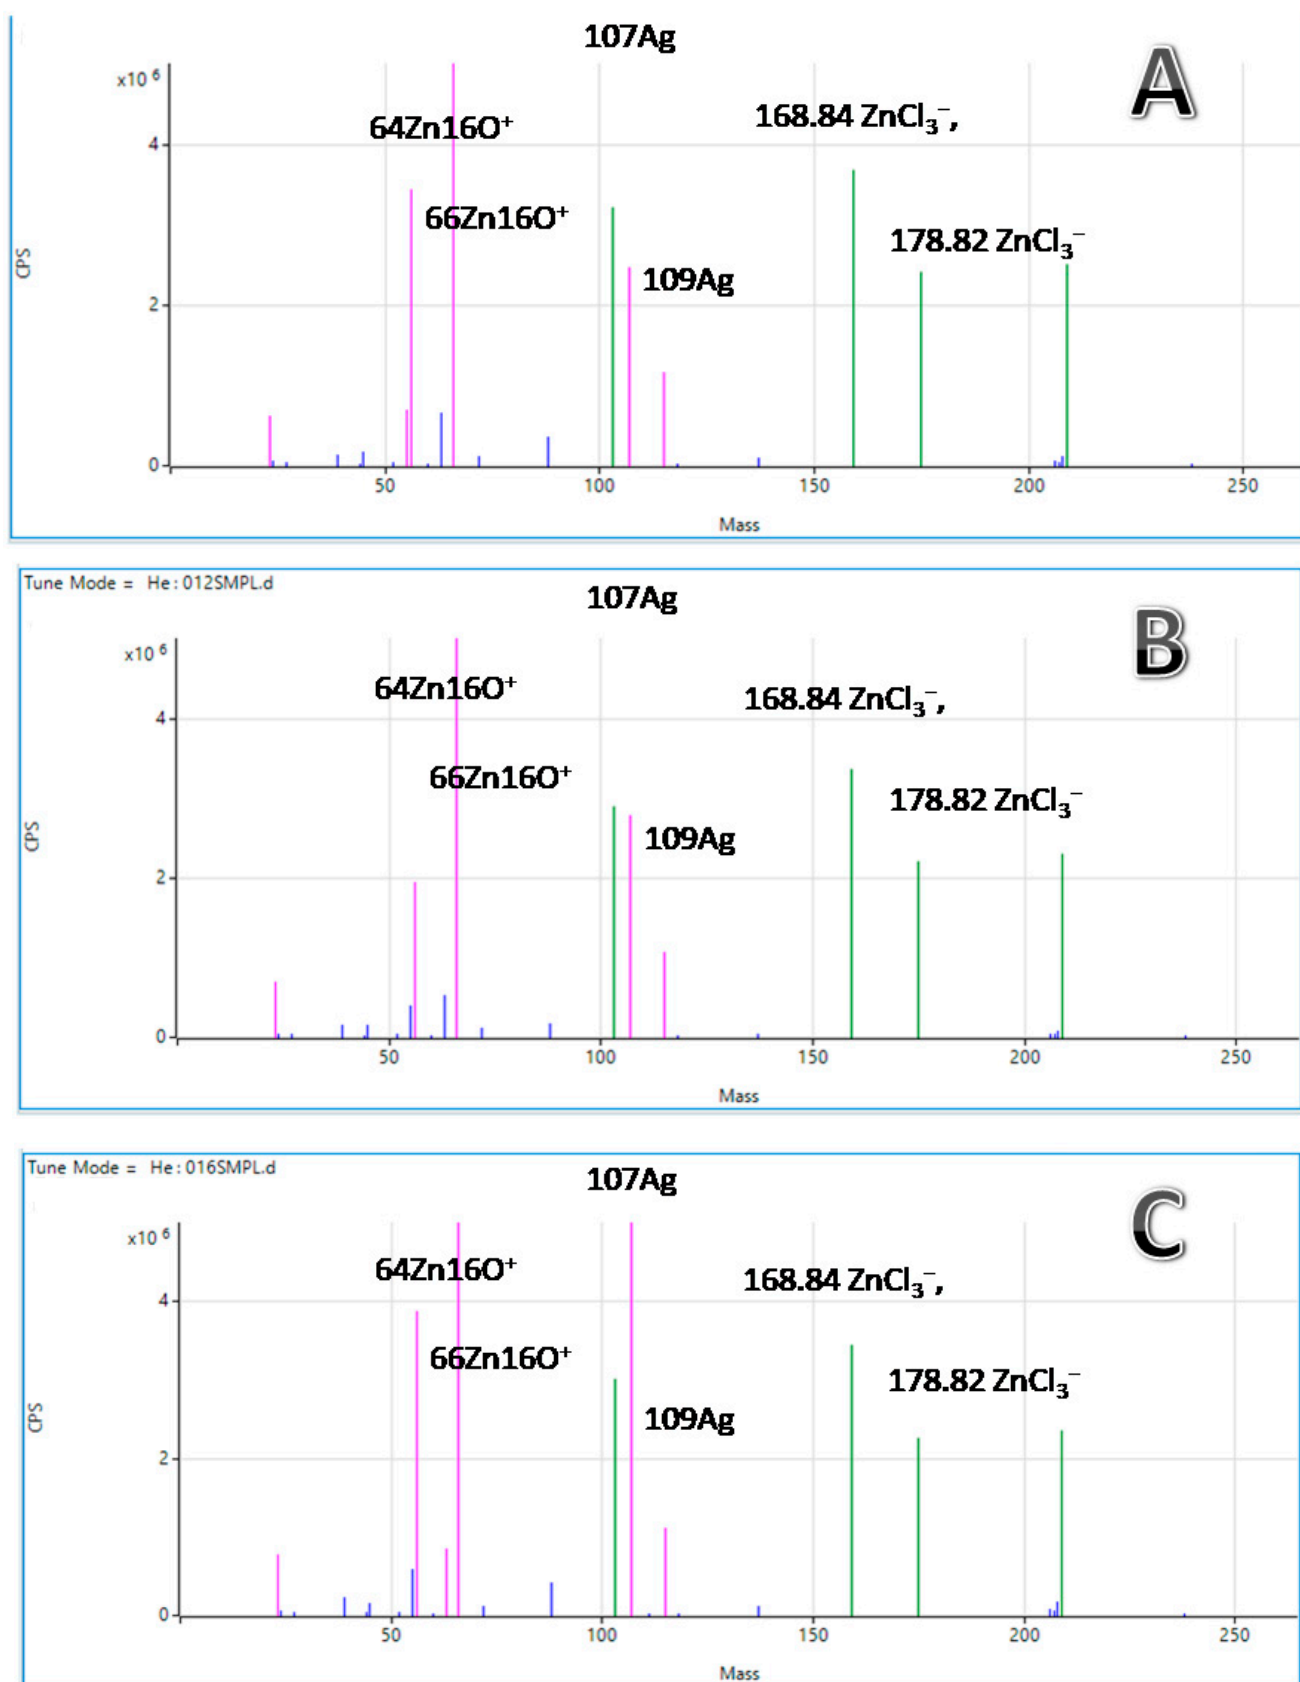 107Ag
A
x10 6
64Zn16O⁺
168.84 ZnCl₃⁻,
4
66Zn16O⁺
178.82 ZnCl₃⁻
CPS
109Ag
2
0
50 100 150 200 250
Mass
Tune Mode = He:012SMPL.d
107Ag
B
x10 6
64Zn16O⁺
168.84 ZnCl₃⁻,
4
66Zn16O⁺
178.82 ZnCl₃⁻
CPS
109Ag
2
0
50 100 150 200 250
Mass
Tune Mode = He:016SMPL.d
107Ag
C
x10 6
64Zn16O⁺
168.84 ZnCl₃⁻,
4
66Zn16O⁺
178.82 ZnCl₃⁻
CPS
109Ag
2
0
50 100 150 200 250
Mass